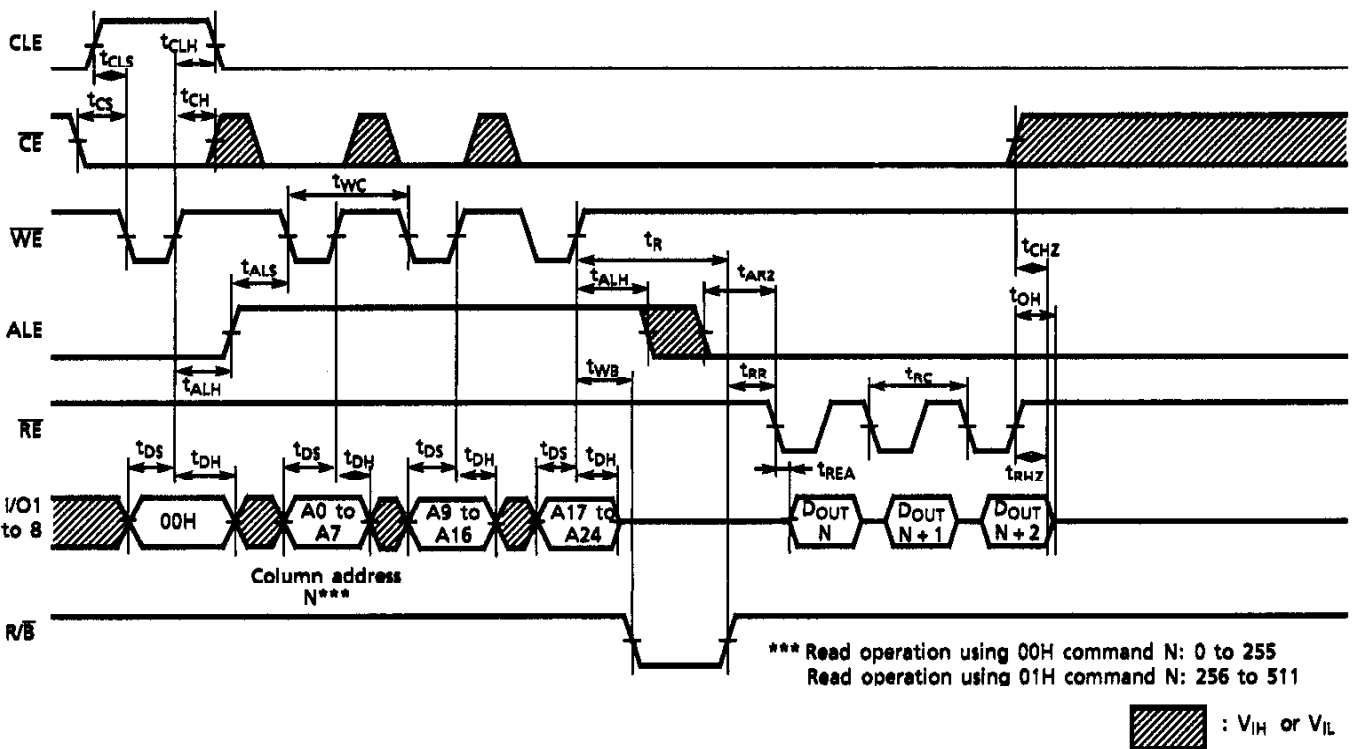 CLE
tCLS
tCLH
tCS
tCH
C̅E̅
tWC
W̅E̅
tR
tCHZ
tALS
tALH
tAR2
tOH
ALE
tALH
tWB
tRR
tRC
R̅E̅
tDS
tDH
tDS
tDH
tDS
tDH
tDS
tDH
tREA
tRHZ
I/O1
to 8
00H
A0 to
A7
A9 to
A16
A17 to
A24
DOUT
N
DOUT
N + 1
DOUT
N + 2
Column address
N***
R/B̅
*** Read operation using 00H command N: 0 to 255
Read operation using 01H command N: 256 to 511
: VIH or VIL